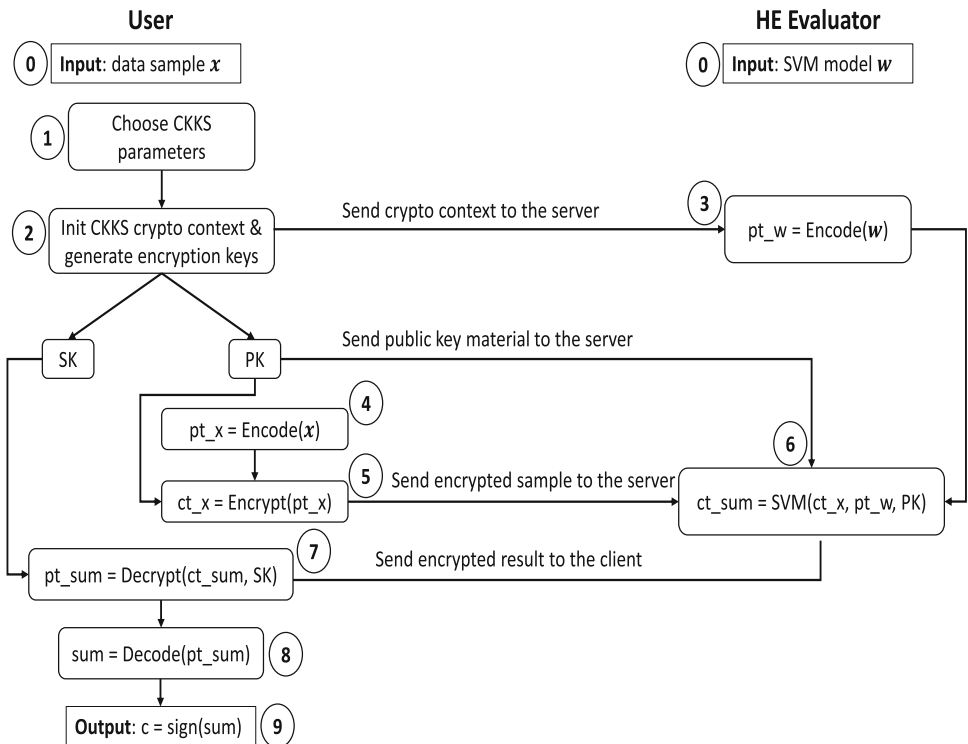 User
HE Evaluator
0
Input: data sample x
0
Input: SVM model w
1
Choose CKKS
parameters
2
Init CKKS crypto context &
generate encryption keys
Send crypto context to the server
3
pt_w = Encode(w)
SK
PK
Send public key material to the server
4
pt_x = Encode(x)
5
ct_x = Encrypt(pt_x)
Send encrypted sample to the server
6
ct_sum = SVM(ct_x, pt_w, PK)
7
pt_sum = Decrypt(ct_sum, SK)
Send encrypted result to the client
sum = Decode(pt_sum)
8
Output: c = sign(sum)
9